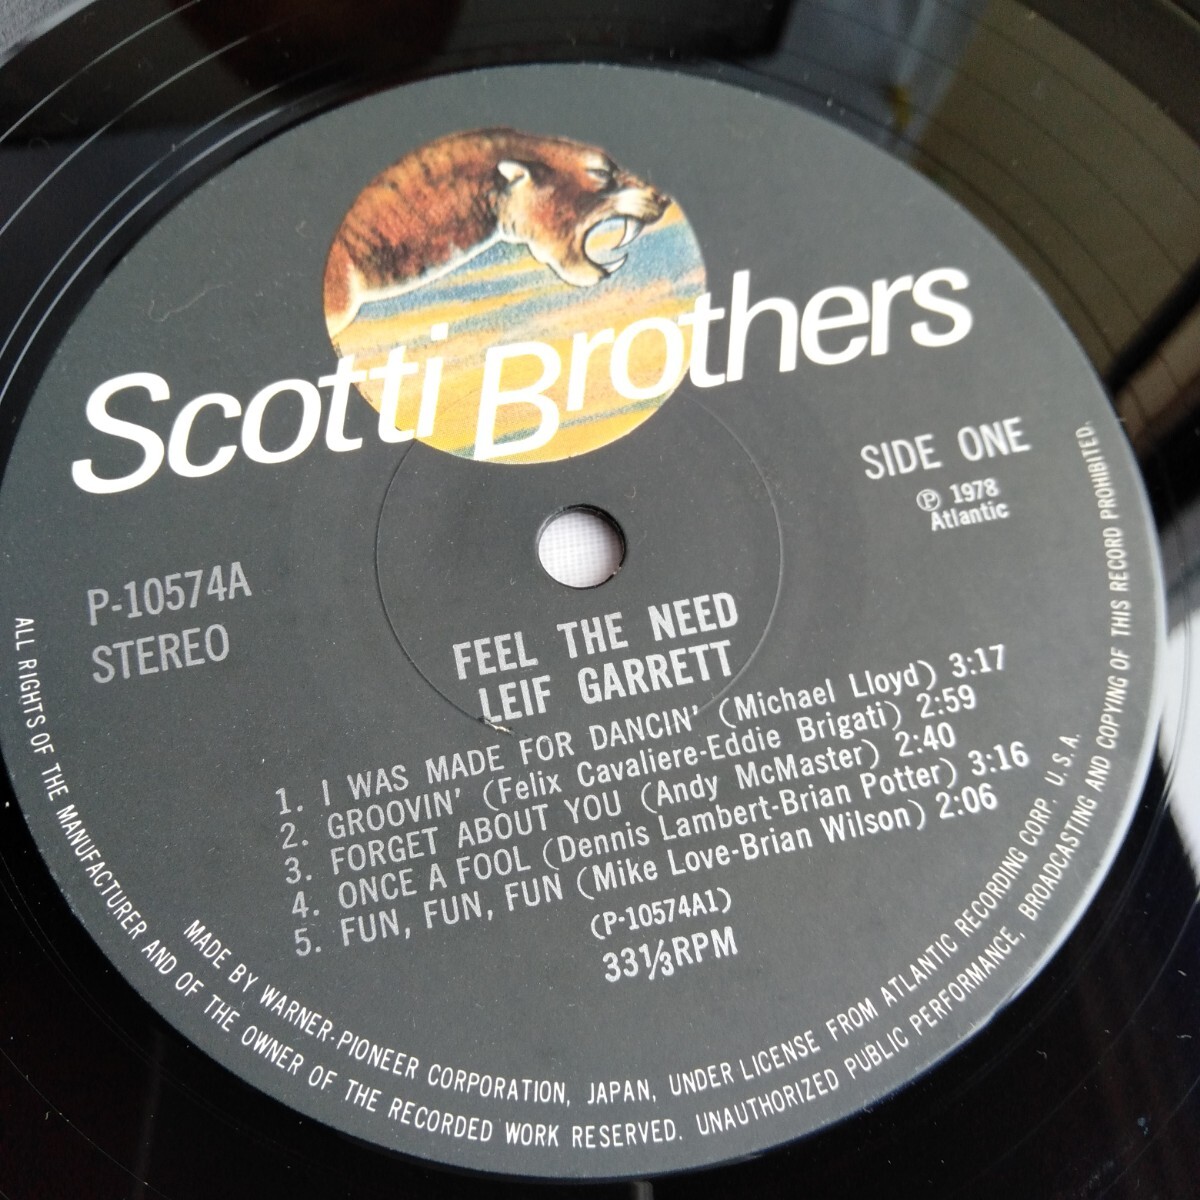 Scotti Brothers
SIDE ONE
Ⓟ 1978
Atlantic
P-10574A
STEREO
FEEL THE NEED
LEIF GARRETT
1. I WAS MADE FOR DANCIN' (Michael Lloyd) 3:17
2. GROOVIN' (Felix Cavaliere-Eddie Brigati) 2:59
3. FORGET ABOUT YOU (Andy McMaster) 2:40
4. ONCE A FOOL (Dennis Lambert-Brian Potter) 3:16
5. FUN, FUN, FUN (Mike Love-Brian Wilson) 2:06
(P-10574A1)
33⅓RPM
MADE BY WARNER-PIONEER CORPORATION, JAPAN, UNDER LICENSE FROM ATLANTIC RECORDING CORP. U.S.A.
ALL RIGHTS OF THE MANUFACTURER AND OF THE OWNER OF THE RECORDED WORK RESERVED. UNAUTHORIZED PUBLIC PERFORMANCE, BROADCASTING AND COPYING OF THIS RECORD PROHIBITED.